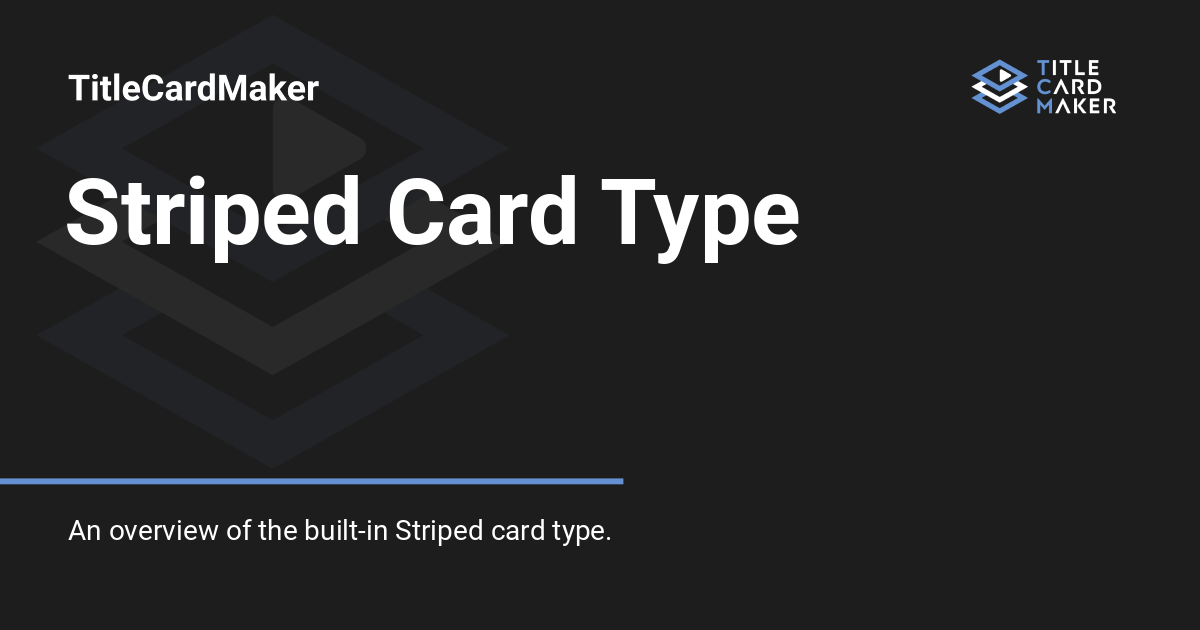 TitleCardMaker
TITLE
CARD
MAKER
Striped Card Type
An overview of the built-in Striped card type.